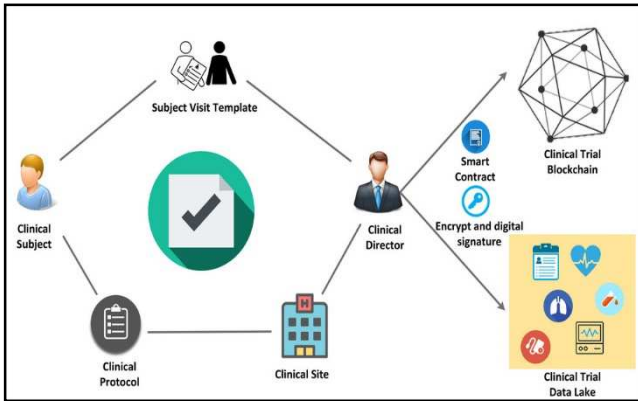 Subject Visit Template
Clinical
Subject
Clinical
Director
Smart
Contract
Encrypt and digital
signature
Clinical Trial
Blockchain
Clinical
Protocol
H
Clinical Site
Clinical Trial
Data Lake